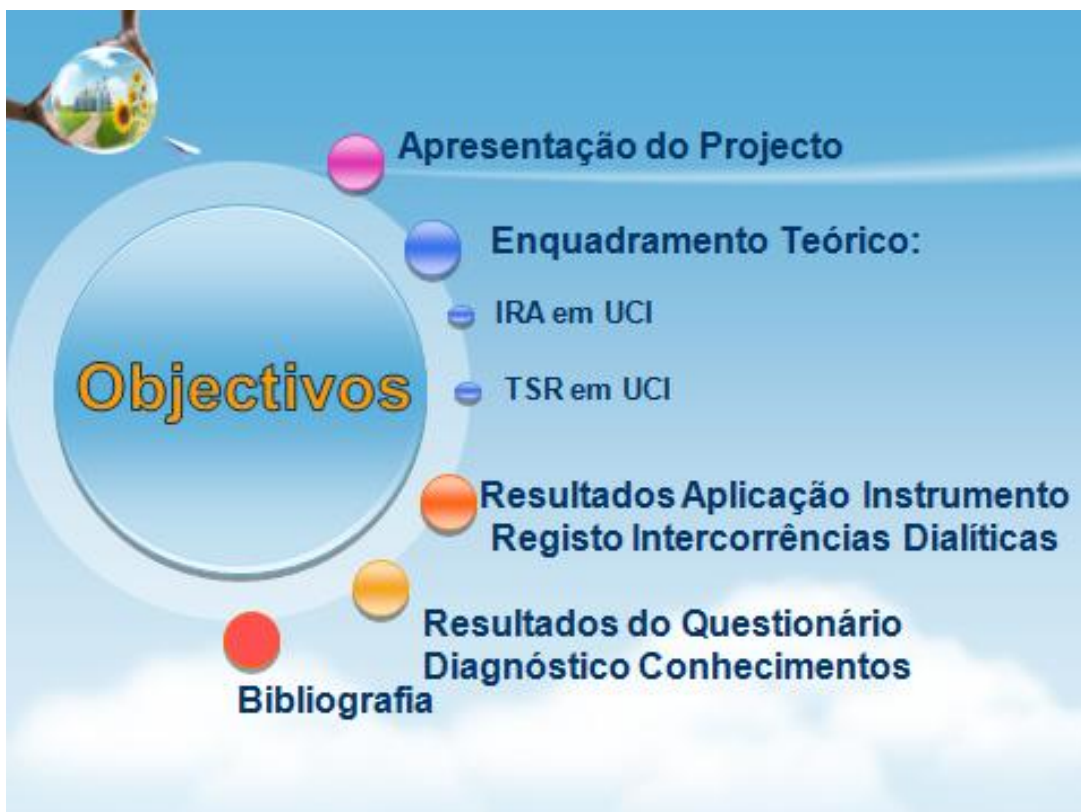 Apresentação do Projecto
Enquadramento Teórico:
IRA em UCI
TSR em UCI
Objectivos
Resultados Aplicação Instrumento
Registo Intercorrências Dialíticas
Resultados do Questionário
Diagnóstico Conhecimentos
Bibliografia